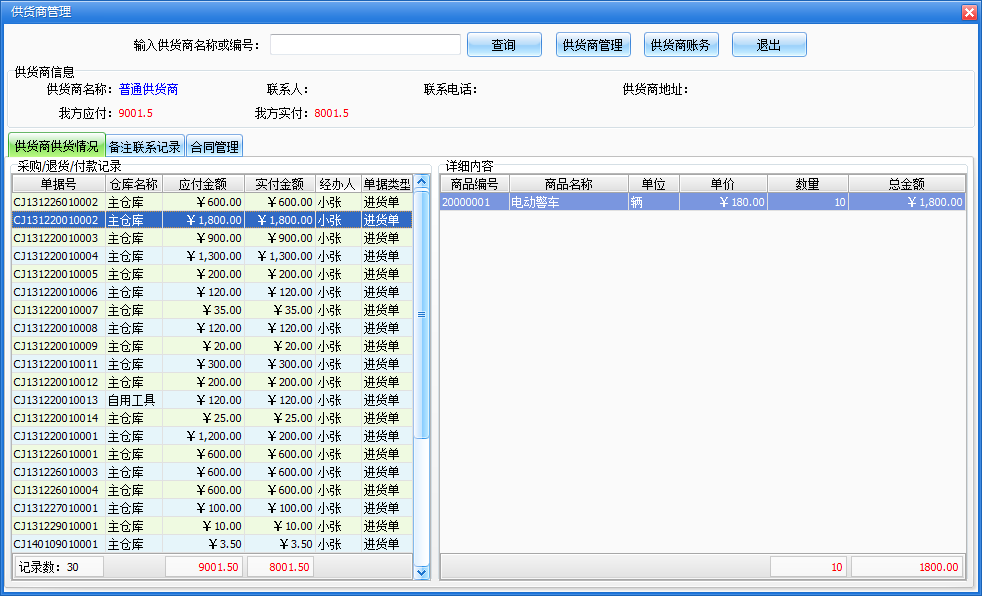 供货商管理
输入供货商名称或编号： 查询 供货商管理 供货商账务 退出
供货商信息
供货商名称：普通供货商 联系人： 联系电话： 供货商地址：
我方应付：9001.5 我方实付：8001.5
供货商供货情况 备注联系记录 合同管理
采购/退货/付款记录
单据号 仓库名称 应付金额 实付金额 经办人 单据类型
CJ131226010002 主仓库 ￥600.00 ￥600.00 小张 进货单
CJ131220010002 主仓库 ￥1,800.00 ￥1,800.00 小张 进货单
CJ131220010003 主仓库 ￥900.00 ￥900.00 小张 进货单
CJ131220010004 主仓库 ￥1,300.00 ￥1,300.00 小张 进货单
CJ131220010005 主仓库 ￥200.00 ￥200.00 小张 进货单
CJ131220010006 主仓库 ￥120.00 ￥120.00 小张 进货单
CJ131220010007 主仓库 ￥35.00 ￥35.00 小张 进货单
CJ131220010008 主仓库 ￥120.00 ￥120.00 小张 进货单
CJ131220010009 主仓库 ￥20.00 ￥20.00 小张 进货单
CJ131220010011 主仓库 ￥300.00 ￥300.00 小张 进货单
CJ131220010012 主仓库 ￥200.00 ￥200.00 小张 进货单
CJ131220010013 自用工具 ￥120.00 ￥120.00 小张 进货单
CJ131220010014 主仓库 ￥25.00 ￥25.00 小张 进货单
CJ131220010001 主仓库 ￥1,200.00 ￥200.00 小张 进货单
CJ131226010001 主仓库 ￥600.00 ￥600.00 小张 进货单
CJ131226010003 主仓库 ￥600.00 ￥600.00 小张 进货单
CJ131226010004 主仓库 ￥600.00 ￥600.00 小张 进货单
CJ131227010001 主仓库 ￥100.00 ￥100.00 小张 进货单
CJ131229010001 主仓库 ￥10.00 ￥10.00 小张 进货单
CJ140109010001 主仓库 ￥3.50 ￥3.50 小张 进货单
记录数：30 9001.50 8001.50
详细内容
商品编号 商品名称 单位 单价 数量 总金额
20000001 电动警车 辆 ￥180.00 10 ￥1,800.00
10 1800.00